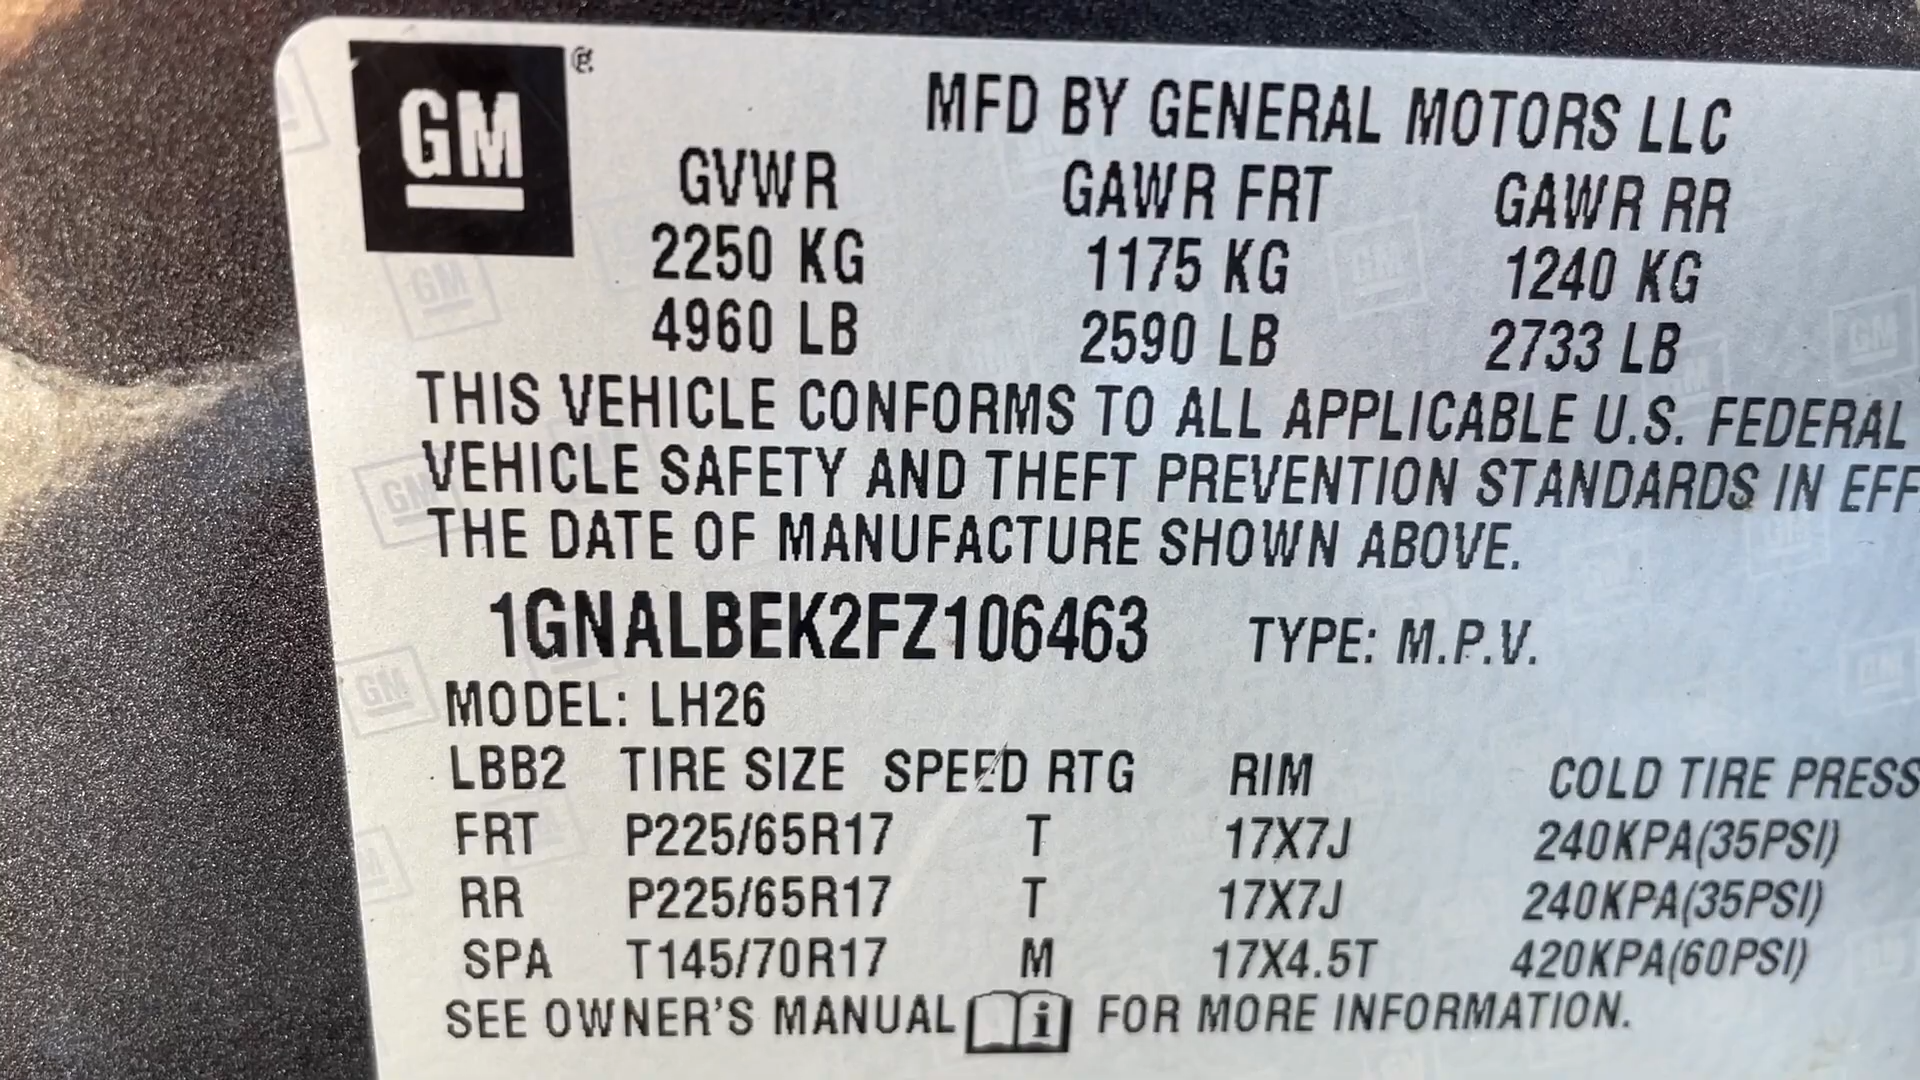 GM
MFD BY GENERAL MOTORS LLC
GVWR GAWR FRT GAWR RR
2250 KG 1175 KG 1240 KG
4960 LB 2590 LB 2733 LB
THIS VEHICLE CONFORMS TO ALL APPLICABLE U.S. FEDERAL
VEHICLE SAFETY AND THEFT PREVENTION STANDARDS IN EFF
THE DATE OF MANUFACTURE SHOWN ABOVE.
1GNALBEK2FZ106463 TYPE: M.P.V.
MODEL: LH26
LBB2 TIRE SIZE SPEED RTG RIM COLD TIRE PRESS
FRT P225/65R17 T 17X7J 240KPA(35PSI)
RR P225/65R17 T 17X7J 240KPA(35PSI)
SPA T145/70R17 M 17X4.5T 420KPA(60PSI)
SEE OWNER'S MANUAL i FOR MORE INFORMATION.